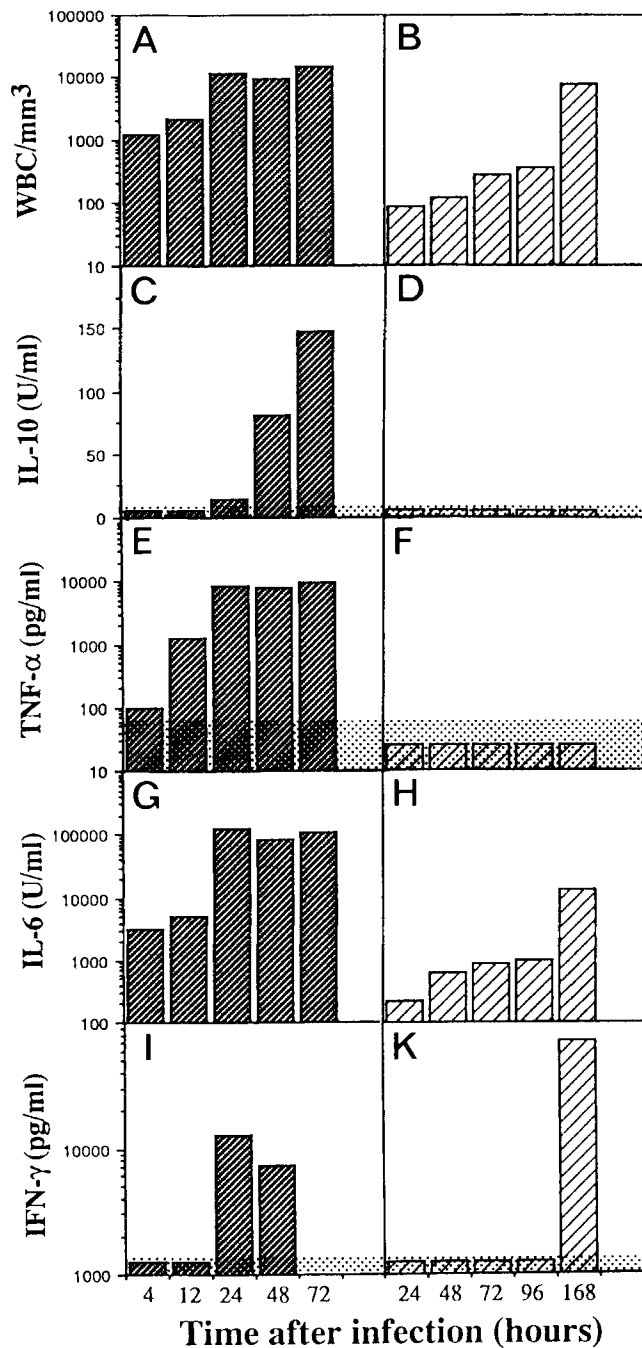 A
B
WBC/mm3
100000
10000
1000
100
10
C
D
IL-10 (U/ml)
150
100
50
0
E
F
TNF-α (pg/ml)
10000
1000
100
10
G
H
IL-6 (U/ml)
100000
10000
1000
100
I
K
IFN-γ (pg/ml)
10000
1000
4 12 24 48 72 24 48 72 96 168
Time after infection (hours)